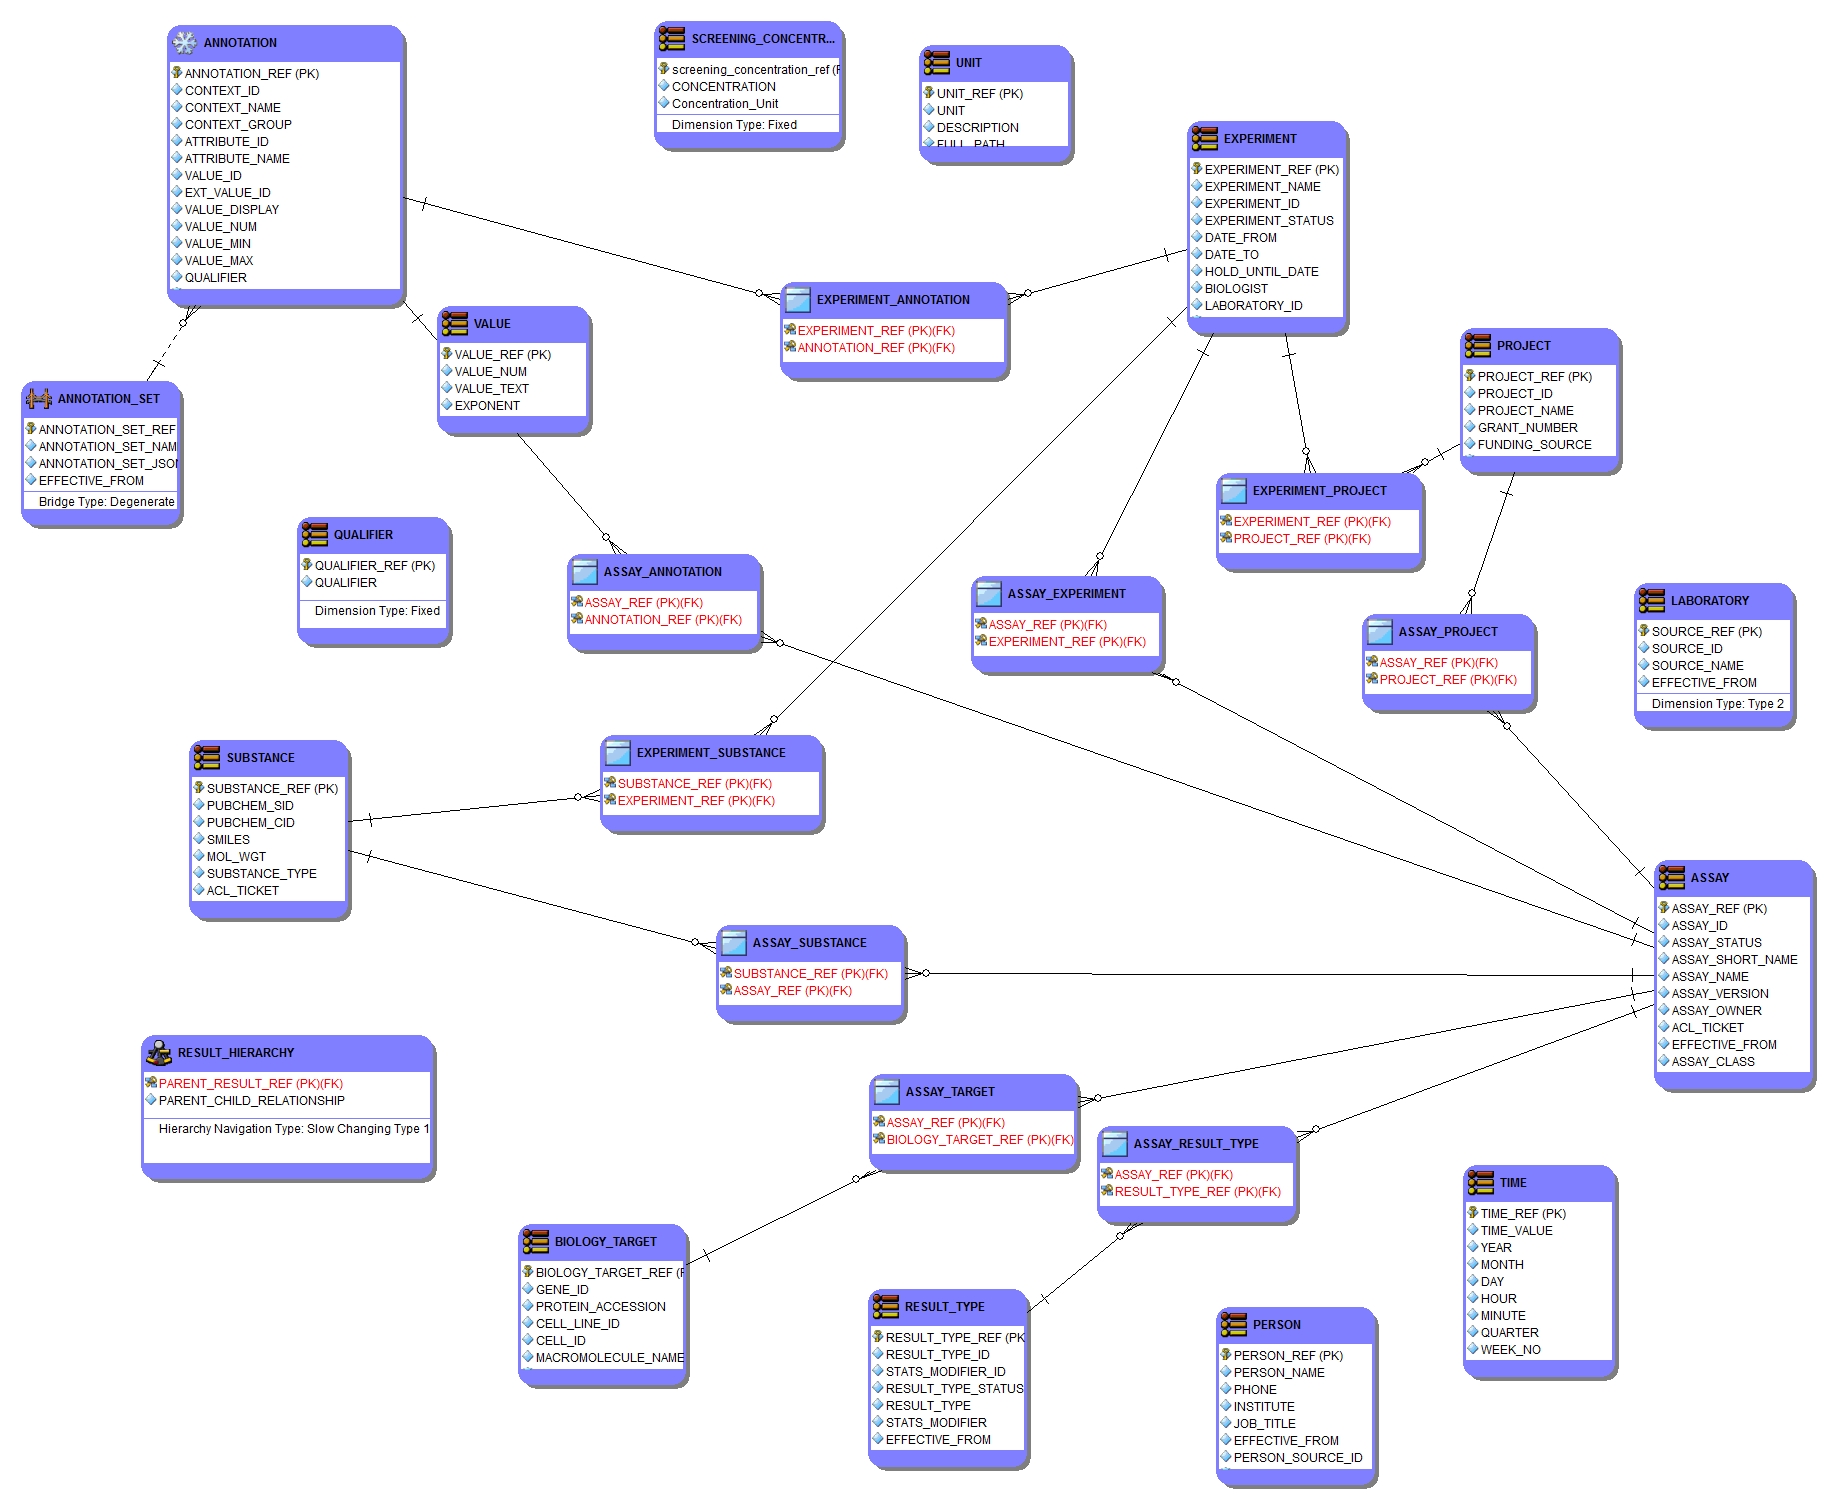 ANNOTATION
ANNOTATION_REF (PK)
CONTEXT_ID
CONTEXT_NAME
CONTEXT_GROUP
ATTRIBUTE_ID
ATTRIBUTE_NAME
VALUE_ID
EXT_VALUE_ID
VALUE_DISPLAY
VALUE_NUM
VALUE_MIN
VALUE_MAX
QUALIFIER
SCREENING_CONCENTR...
screening_concentration_ref (
CONCENTRATION
Concentration_Unit
Dimension Type: Fixed
UNIT
UNIT_REF (PK)
UNIT
DESCRIPTION
FULL_PATH
EXPERIMENT
EXPERIMENT_REF (PK)
EXPERIMENT_NAME
EXPERIMENT_ID
EXPERIMENT_STATUS
DATE_FROM
DATE_TO
HOLD_UNTIL_DATE
BIOLOGIST
LABORATORY_ID
EXPERIMENT_ANNOTATION
EXPERIMENT_REF (PK)(FK)
ANNOTATION_REF (PK)(FK)
VALUE
VALUE_REF (PK)
VALUE_NUM
VALUE_TEXT
EXPONENT
PROJECT
PROJECT_REF (PK)
PROJECT_ID
PROJECT_NAME
GRANT_NUMBER
FUNDING_SOURCE
ANNOTATION_SET
ANNOTATION_SET_REF
ANNOTATION_SET_NAM
ANNOTATION_SET_JSO
EFFECTIVE_FROM
Bridge Type: Degenerate
EXPERIMENT_PROJECT
EXPERIMENT_REF (PK)(FK)
PROJECT_REF (PK)(FK)
QUALIFIER
QUALIFIER_REF (PK)
QUALIFIER
Dimension Type: Fixed
ASSAY_ANNOTATION
ASSAY_REF (PK)(FK)
ANNOTATION_REF (PK)(FK)
ASSAY_EXPERIMENT
ASSAY_REF (PK)(FK)
EXPERIMENT_REF (PK)(FK)
ASSAY_PROJECT
ASSAY_REF (PK)(FK)
PROJECT_REF (PK)(FK)
LABORATORY
SOURCE_REF (PK)
SOURCE_ID
SOURCE_NAME
EFFECTIVE_FROM
Dimension Type: Type 2
SUBSTANCE
SUBSTANCE_REF (PK)
PUBCHEM_SID
PUBCHEM_CID
SMILES
MOL_WGT
SUBSTANCE_TYPE
ACL_TICKET
EXPERIMENT_SUBSTANCE
SUBSTANCE_REF (PK)(FK)
EXPERIMENT_REF (PK)(FK)
ASSAY
ASSAY_REF (PK)
ASSAY_ID
ASSAY_STATUS
ASSAY_SHORT_NAME
ASSAY_NAME
ASSAY_VERSION
ASSAY_OWNER
ACL_TICKET
EFFECTIVE_FROM
ASSAY_CLASS
ASSAY_SUBSTANCE
SUBSTANCE_REF (PK)(FK)
ASSAY_REF (PK)(FK)
RESULT_HIERARCHY
PARENT_RESULT_REF (PK)(FK)
PARENT_CHILD_RELATIONSHIP
Hierarchy Navigation Type: Slow Changing Type 1
ASSAY_TARGET
ASSAY_REF (PK)(FK)
BIOLOGY_TARGET_REF (PK)(FK)
ASSAY_RESULT_TYPE
ASSAY_REF (PK)(FK)
RESULT_TYPE_REF (PK)(FK)
BIOLOGY_TARGET
BIOLOGY_TARGET_REF (
GENE_ID
PROTEIN_ACCESSION
CELL_LINE_ID
CELL_ID
MACROMOLECULE_NAME
RESULT_TYPE
RESULT_TYPE_REF (PK
RESULT_TYPE_ID
STATS_MODIFIER_ID
RESULT_TYPE_STATUS
RESULT_TYPE
STATS_MODIFIER
EFFECTIVE_FROM
PERSON
PERSON_REF (PK)
PERSON_NAME
PHONE
INSTITUTE
JOB_TITLE
EFFECTIVE_FROM
PERSON_SOURCE_ID
TIME
TIME_REF (PK)
TIME_VALUE
YEAR
MONTH
DAY
HOUR
MINUTE
QUARTER
WEEK_NO